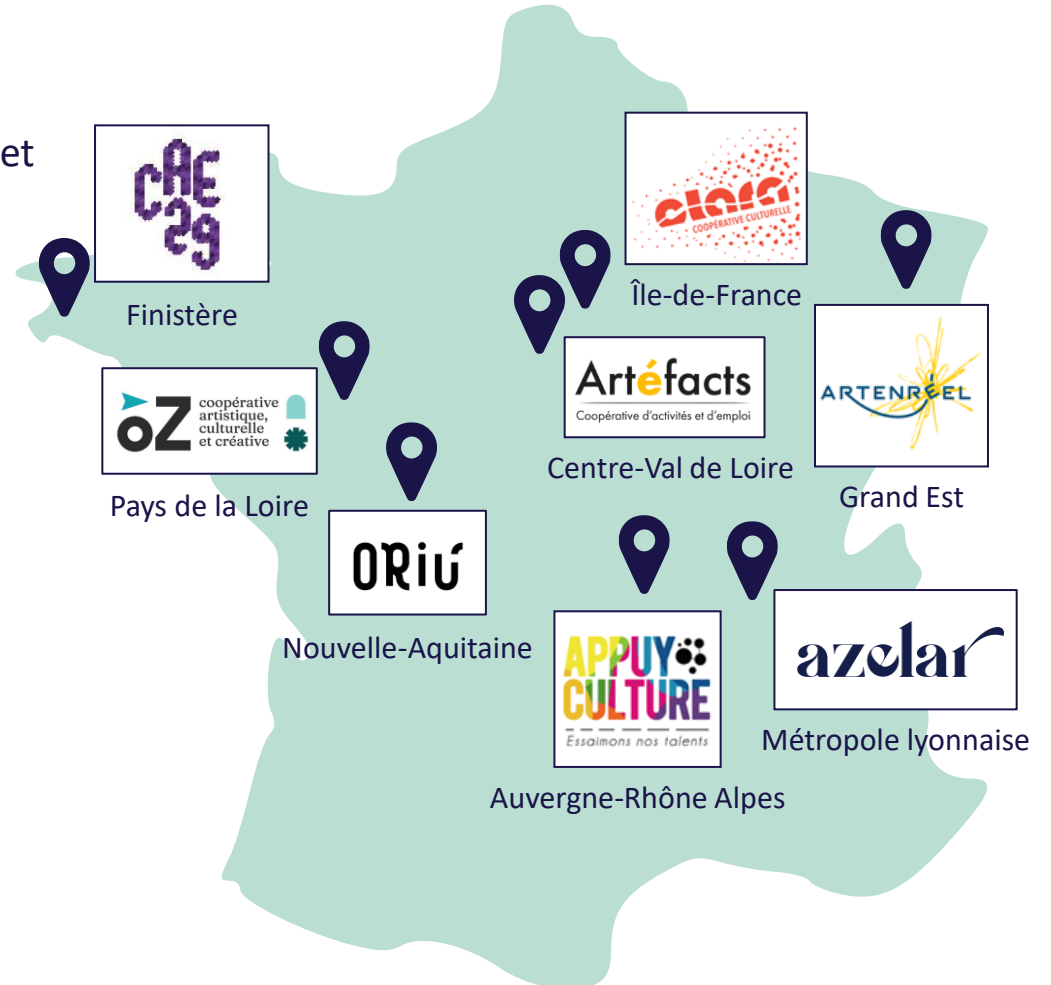 et
CAE
29
Finistère
clara
COOPÉRATIVE CULTURELLE
Île-de-France
òZ
coopérative
artistique,
culturelle
et créative
Pays de la Loire
Artéfacts
Coopérative d'activités et d'emploi
Centre-Val de Loire
ARTENRÉEL
Grand Est
ORiú
Nouvelle-Aquitaine
APPUY
CULTURE
Essaimons nos talents
Auvergne-Rhône Alpes
azelar
Métropole lyonnaise